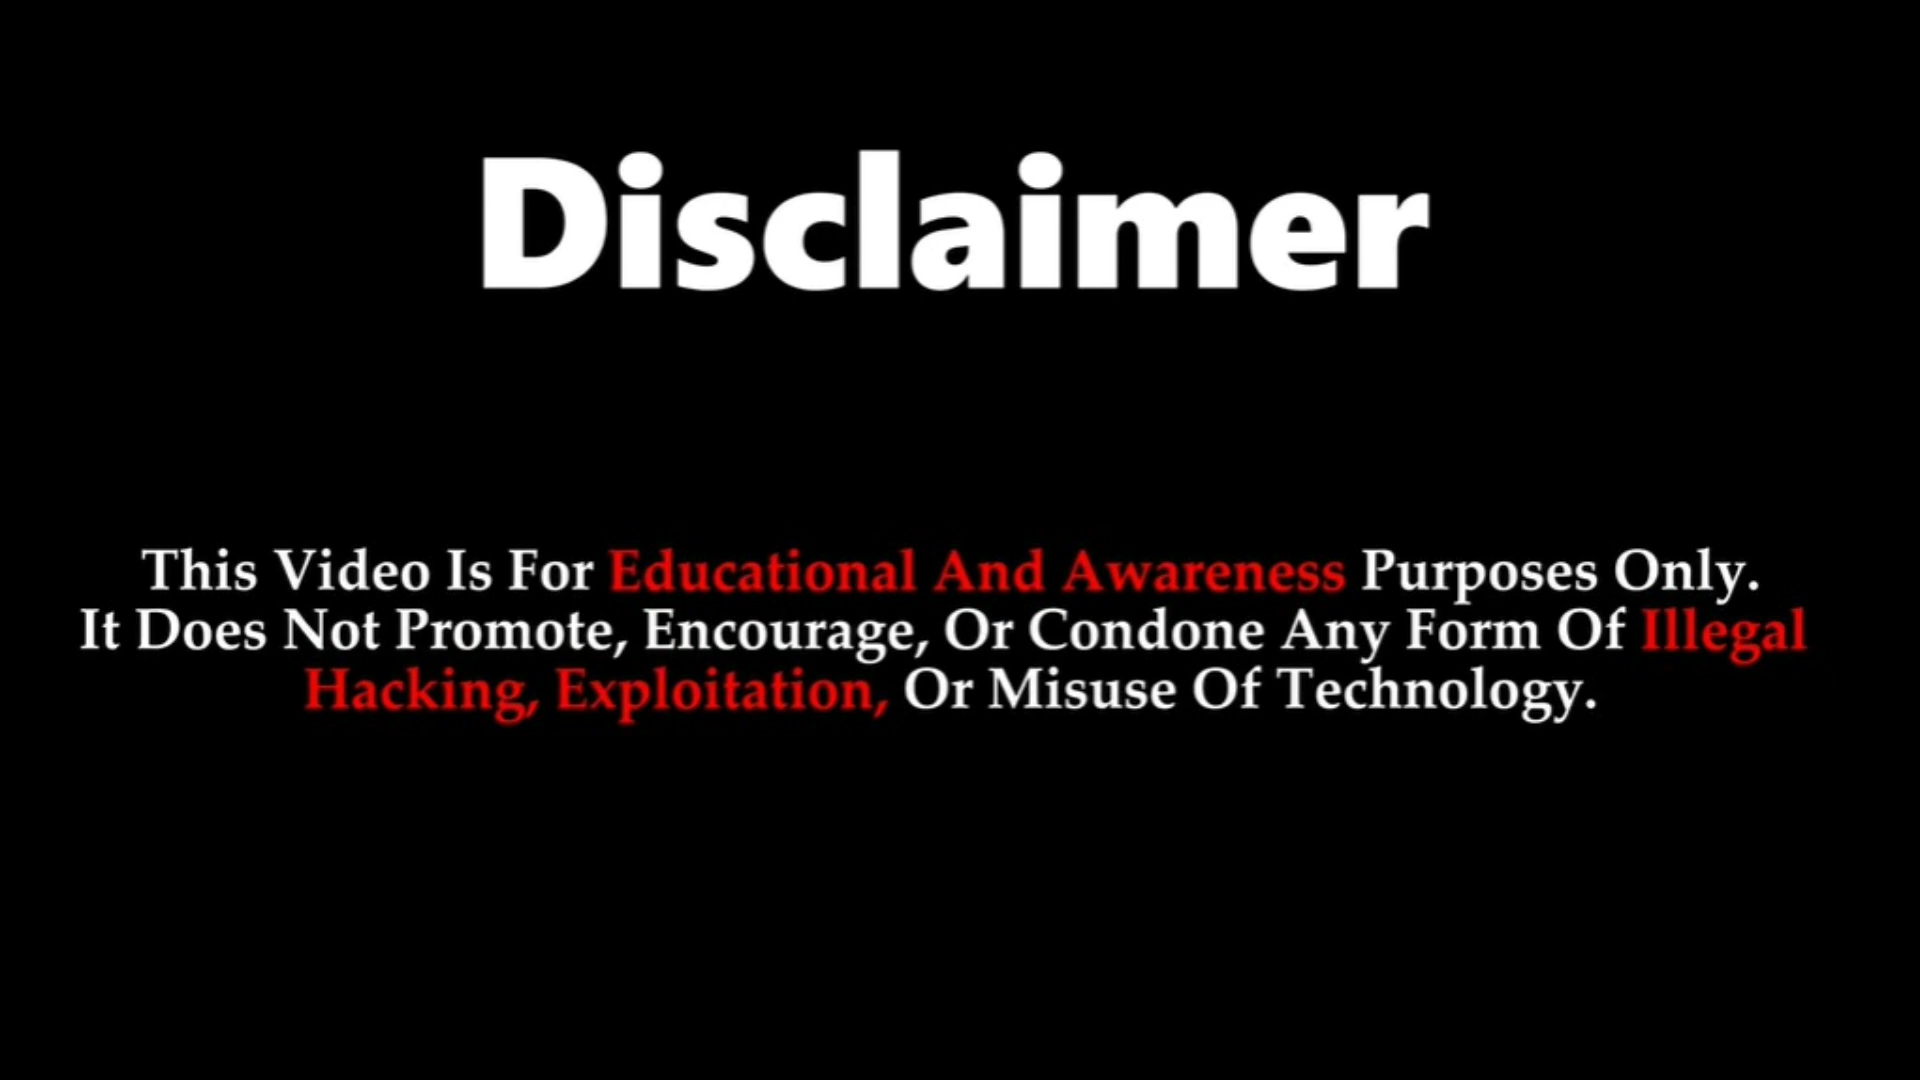 Disclaimer
This Video Is For Educational And Awareness Purposes Only.
It Does Not Promote, Encourage, Or Condone Any Form Of Illegal
Hacking, Exploitation, Or Misuse Of Technology.